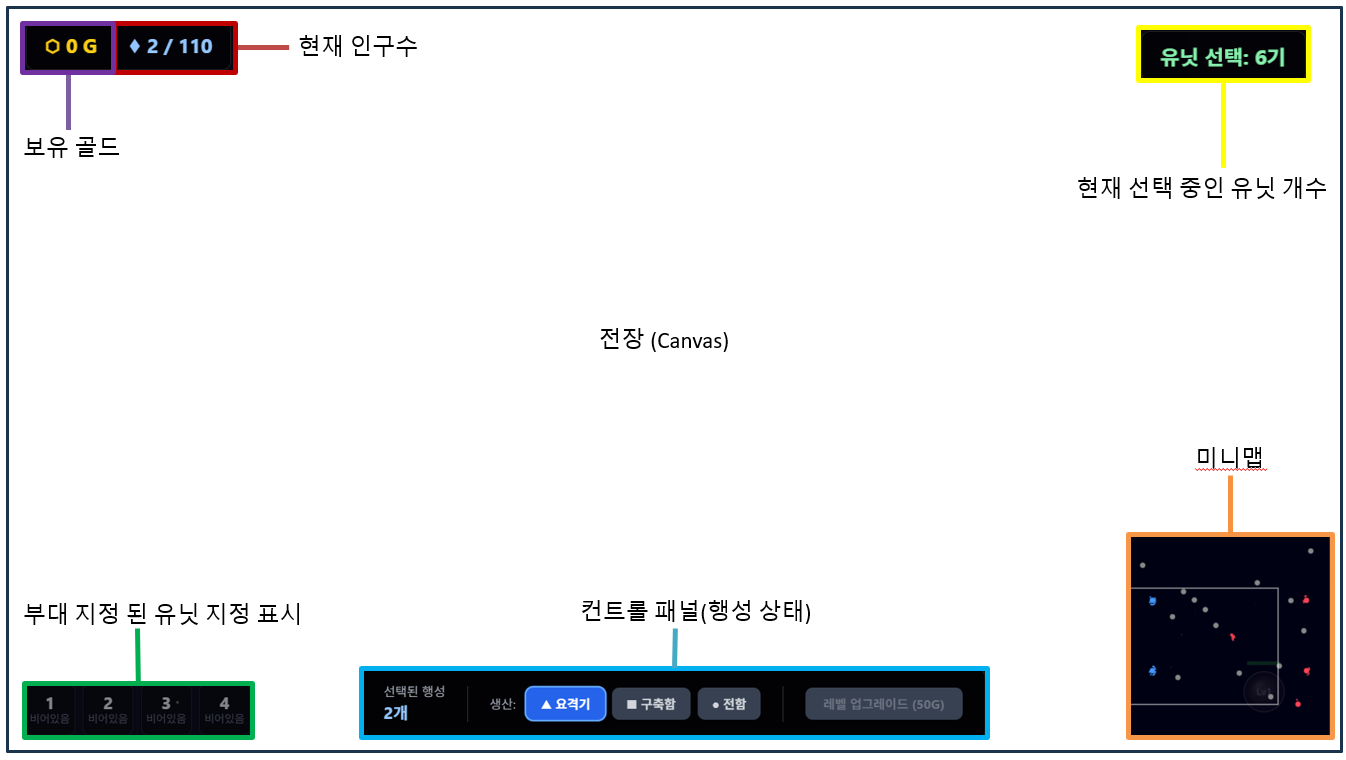 ⬡ 0 G
♦ 2 / 110
현재 인구수
유닛 선택: 6기
보유 골드
현재 선택 중인 유닛 개수
전장 (Canvas)
미니맵
부대 지정 된 유닛 지정 표시
컨트롤 패널(행성 상태)
1 2 3 4
비어있음 비어있음 비어있음 비어있음
선택된 행성
2개
생산: ▲ 요격기 ■ 구축함 ● 전함 레벨 업그레이드 (50G)